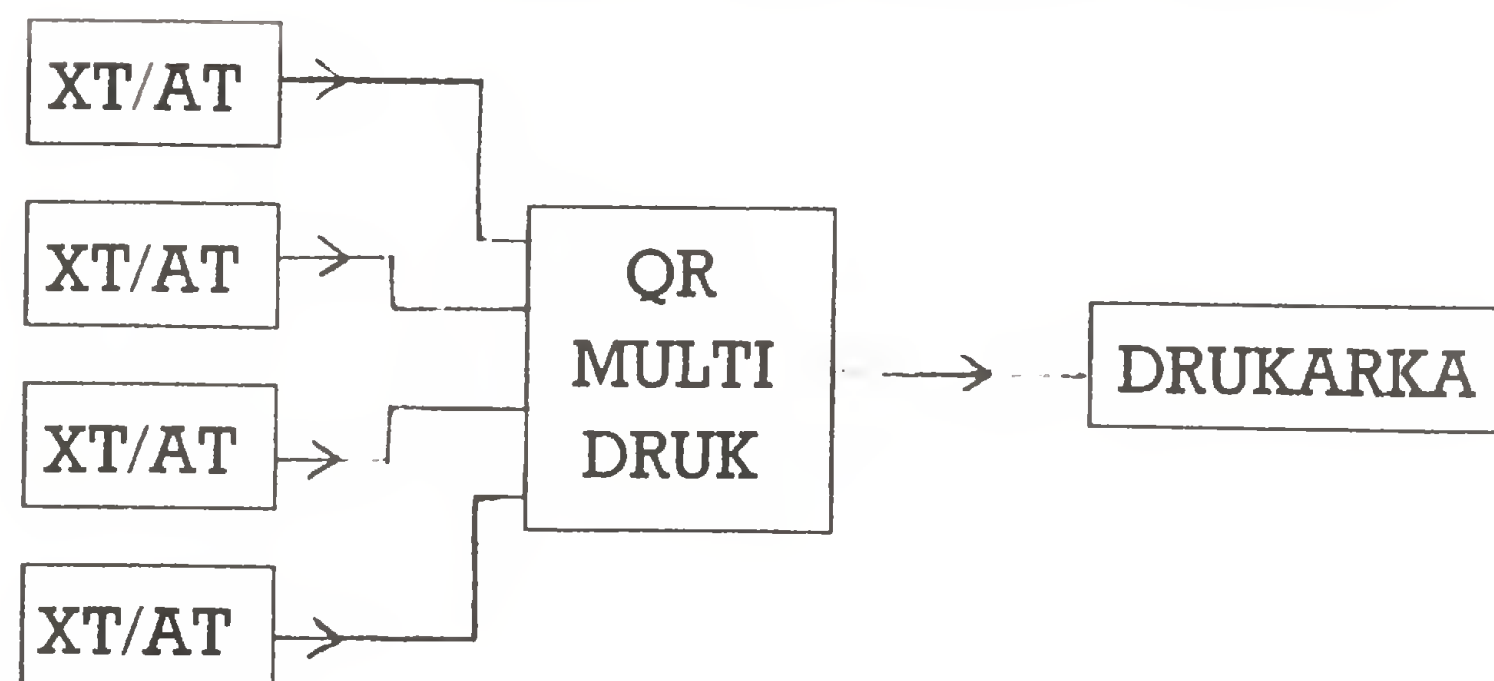 XT/AT
XT/AT
XT/AT
XT/AT
QR
MULTI
DRUK
DRUKARKA